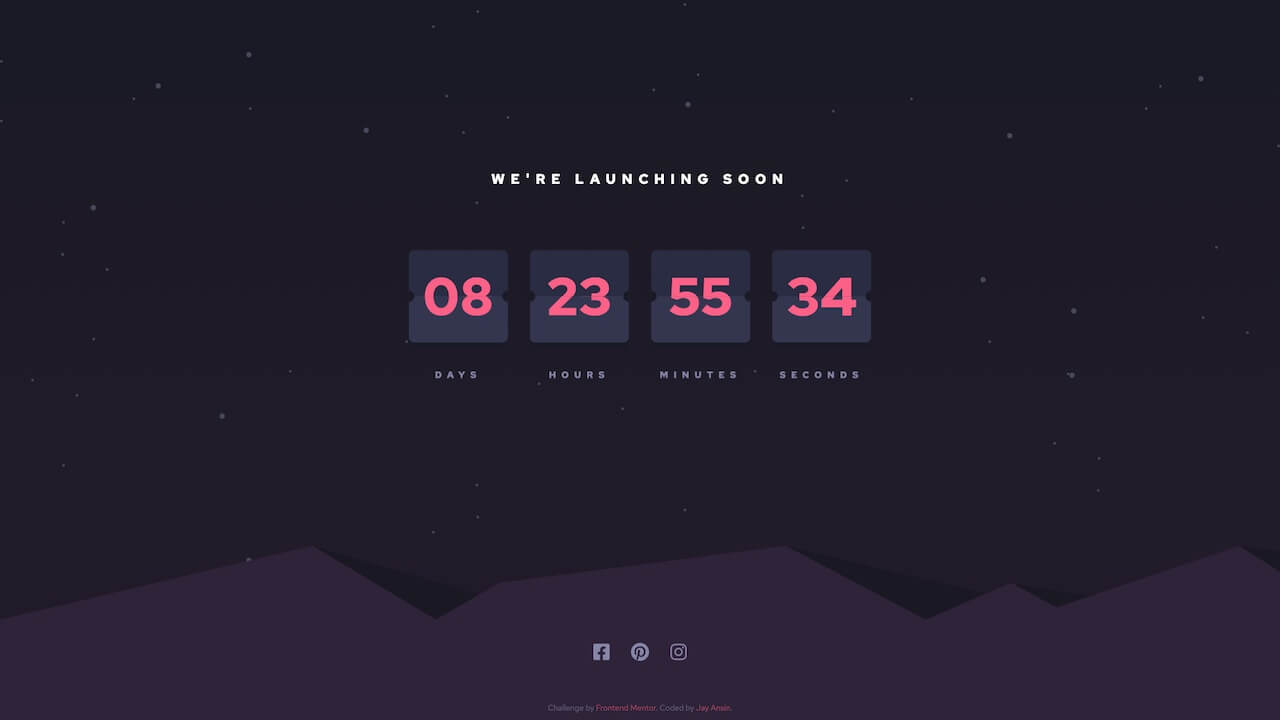 WE'RE LAUNCHING SOON
08 23 55 34
DAYS HOURS MINUTES SECONDS
Challenge by Frontend Mentor. Coded by Jay Ansin.